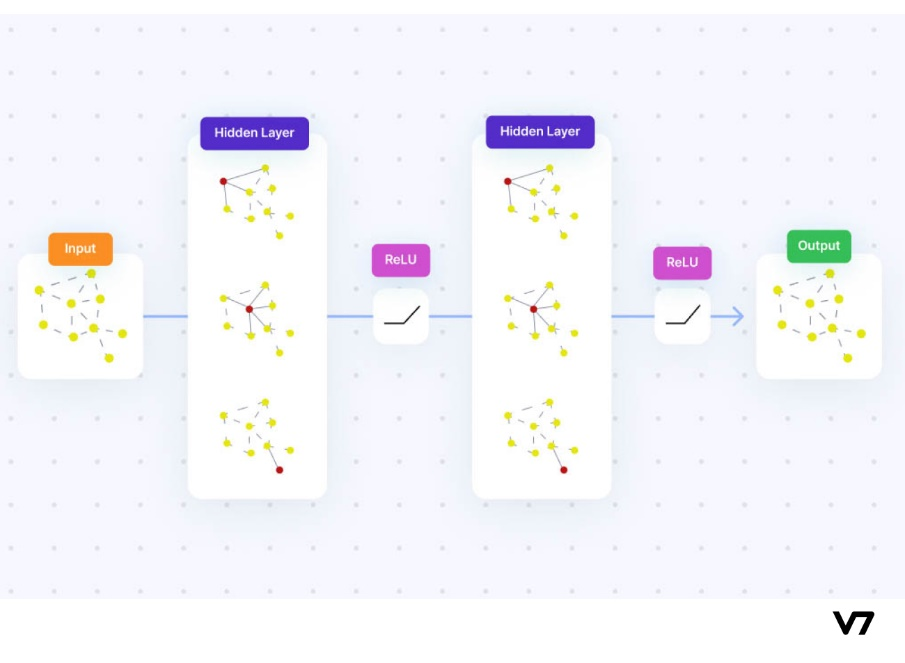 Hidden Layer
Hidden Layer
Input
ReLU
ReLU
Output
V7